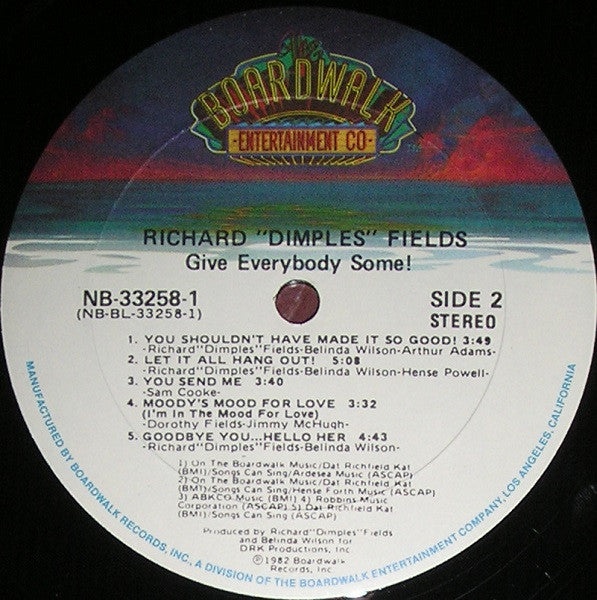 The
BOARDWALK
ENTERTAINMENT CO
RICHARD "DIMPLES" FIELDS
Give Everybody Some!
NB-33258-1
(NB-BL-33258-1)
SIDE 2
STEREO
1. YOU SHOULDN'T HAVE MADE IT SO GOOD! 3:49
-Richard"Dimples"Fields-Belinda Wilson-Arthur Adams-
2. LET IT ALL HANG OUT! 5:08
-Richard"Dimples"Fields-Belinda Wilson-Hense Powell-
3. YOU SEND ME 3:40
-Sam Cooke-
4. MOODY'S MOOD FOR LOVE 3:32
(I'm In The Mood For Love)
-Dorothy Fields-Jimmy McHugh-
5. GOODBYE YOU...HELLO HER 4:43
-Richard"Dimples"Fields-Belinda Wilson-
1) On The Boardwalk Music/Dat Richfield Kat
(BMI)/Songs Can Sing/Ardesea Music (ASCAP)
2) On The Boardwalk Music/Dat Richfield Kat
(BMI)/Songs Can Sing/Hense Forth Music (ASCAP)
3) ABKCO Music (BMI) 4) Robbins Music
Corporation (ASCAP) 5) Dat Richfield Kat
(BMI)/Songs Can Sing (ASCAP)
Produced by Richard"Dimples"Fields
and Belinda Wilson for
DRK Productions, Inc.
℗1982 Boardwalk
Records, Inc
MANUFACTURED BY BOARDWALK RECORDS, INC., A DIVISION OF THE BOARDWALK ENTERTAINMENT COMPANY, LOS ANGELES, CALIFORNIA